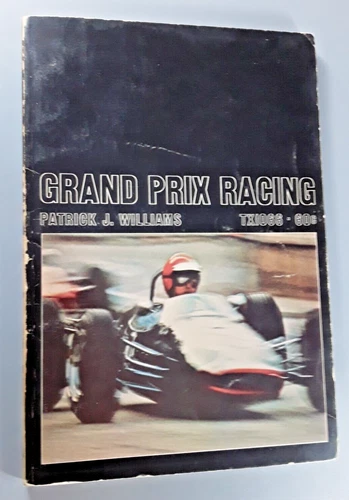 GRAND PRIX RACING
PATRICK J. WILLIAMS TX1066 · 60¢